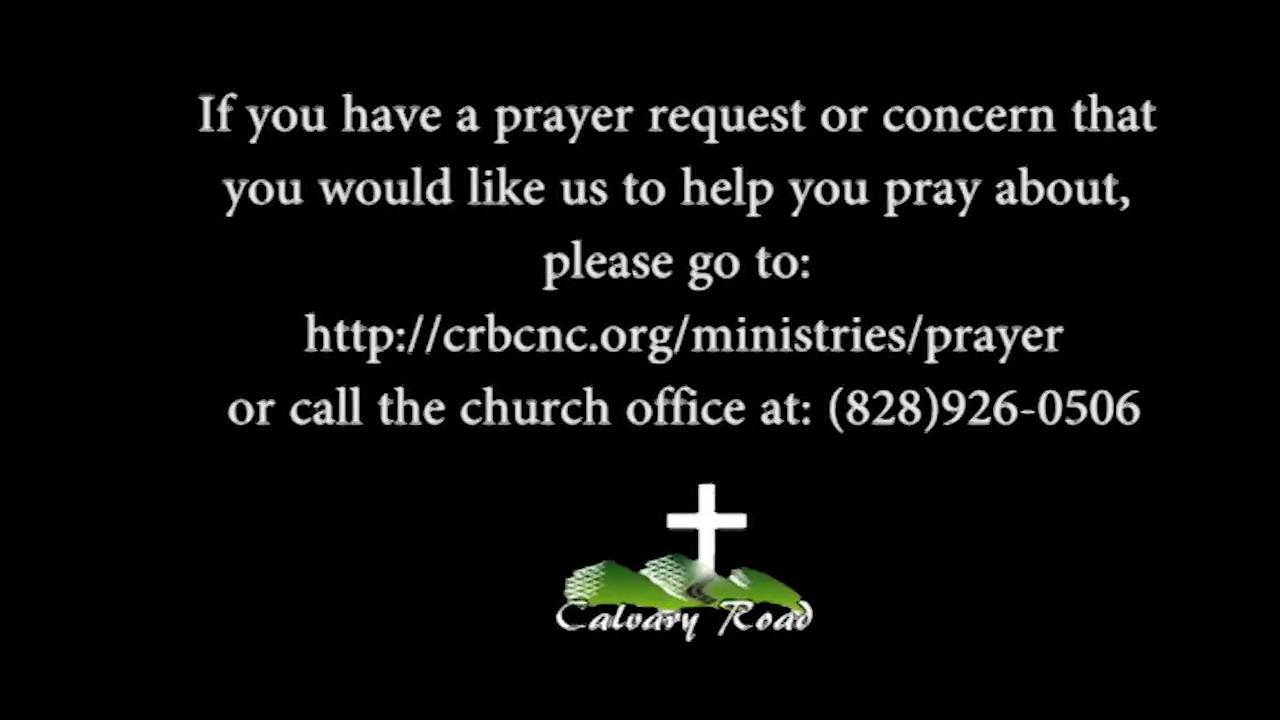 If you have a prayer request or concern that
you would like us to help you pray about,
please go to:
http://crbcnc.org/ministries/prayer
or call the church office at: (828)926-0506
Calvary Road